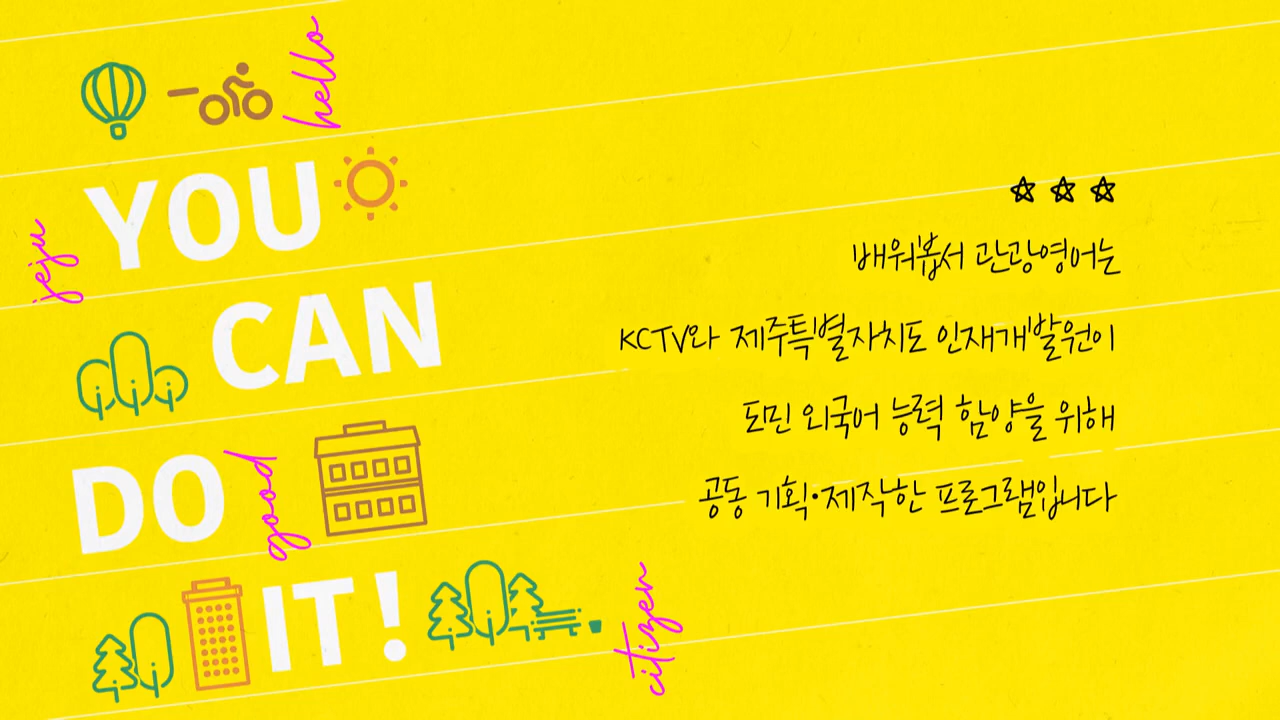 hello
jeju
YOU
CAN
DO
good
IT!
citizen
배워봅서 관광영어는
KCTV와 제주특별자치도 인재개발원이
도민 외국어 능력 함양을 위해
공동 기획·제작한 프로그램입니다